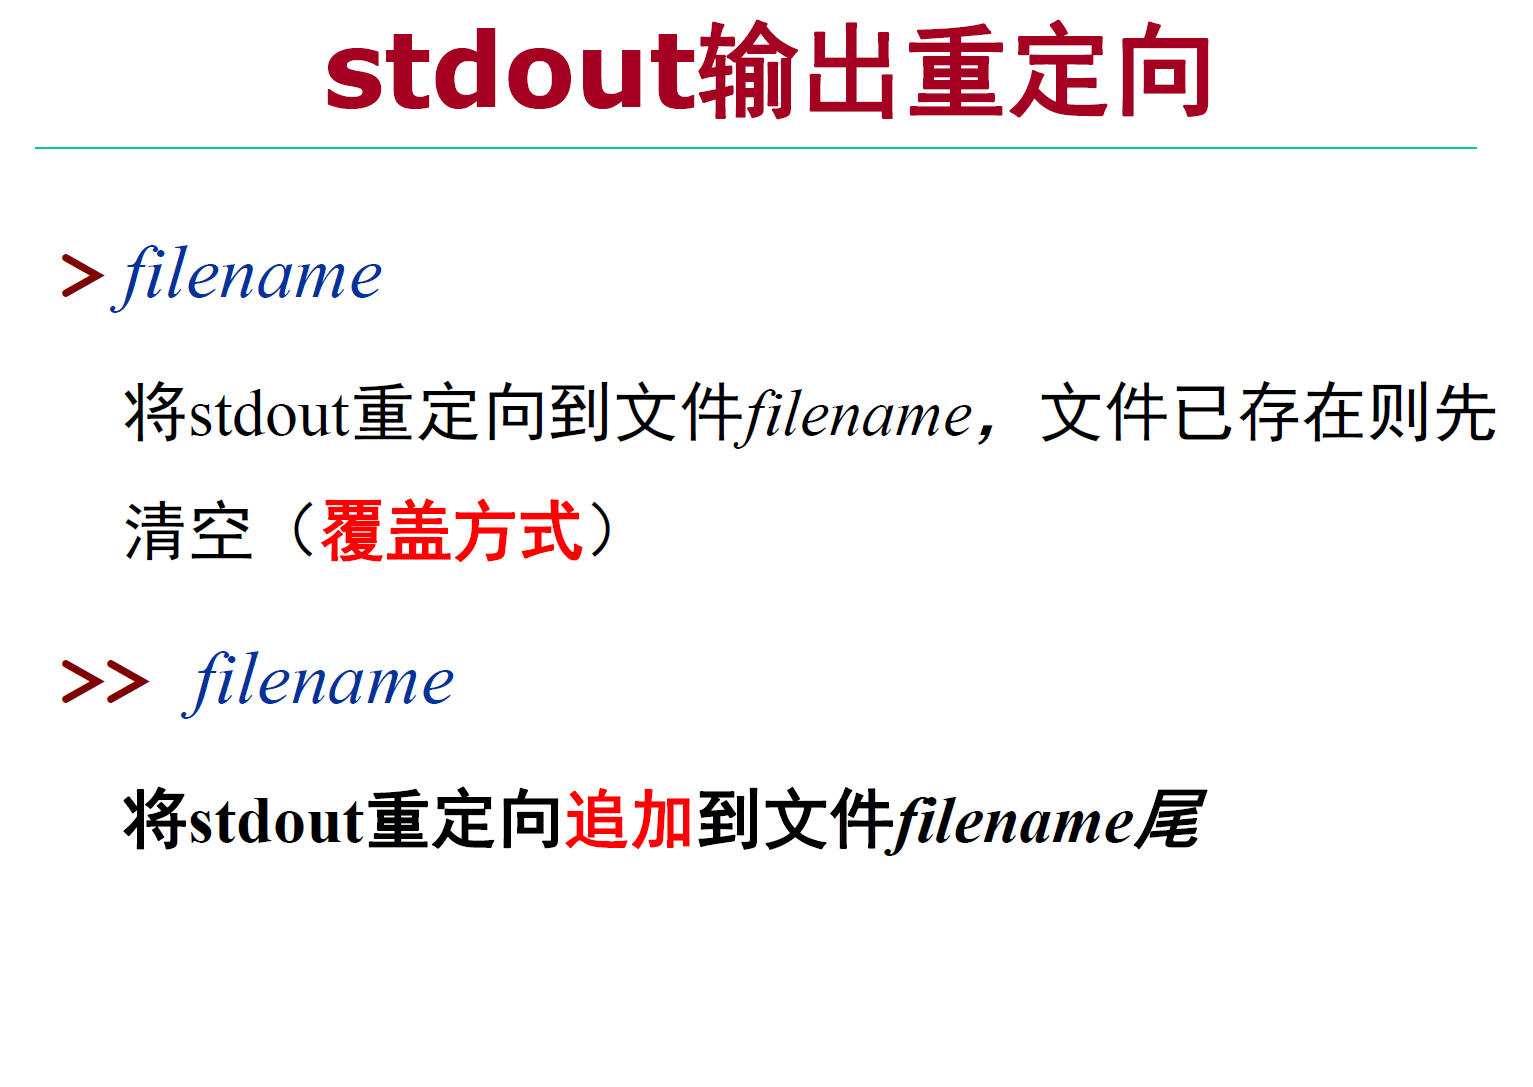 stdout输出重定向
> filename
将stdout重定向到文件filename，文件已存在则先
清空（覆盖方式）
>> filename
将stdout重定向追加到文件filename尾